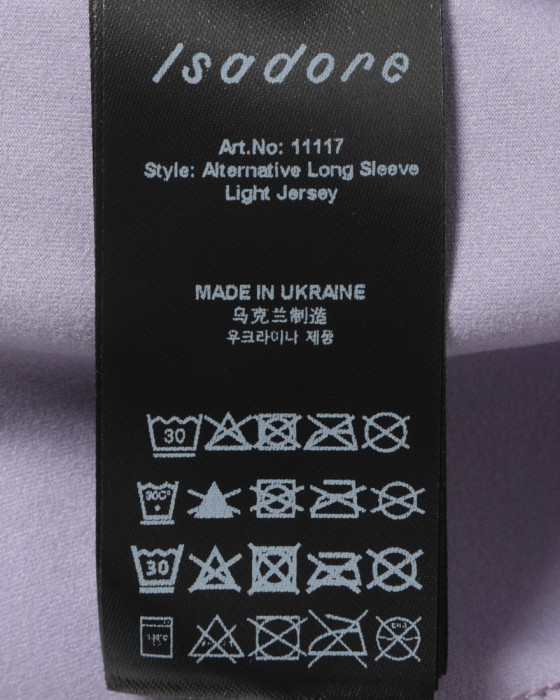 Isadore
Art.No: 11117
Style: Alternative Long Sleeve
Light Jersey
MADE IN UKRAINE
乌克兰制造
우크라이나 제품
30
30C°
30